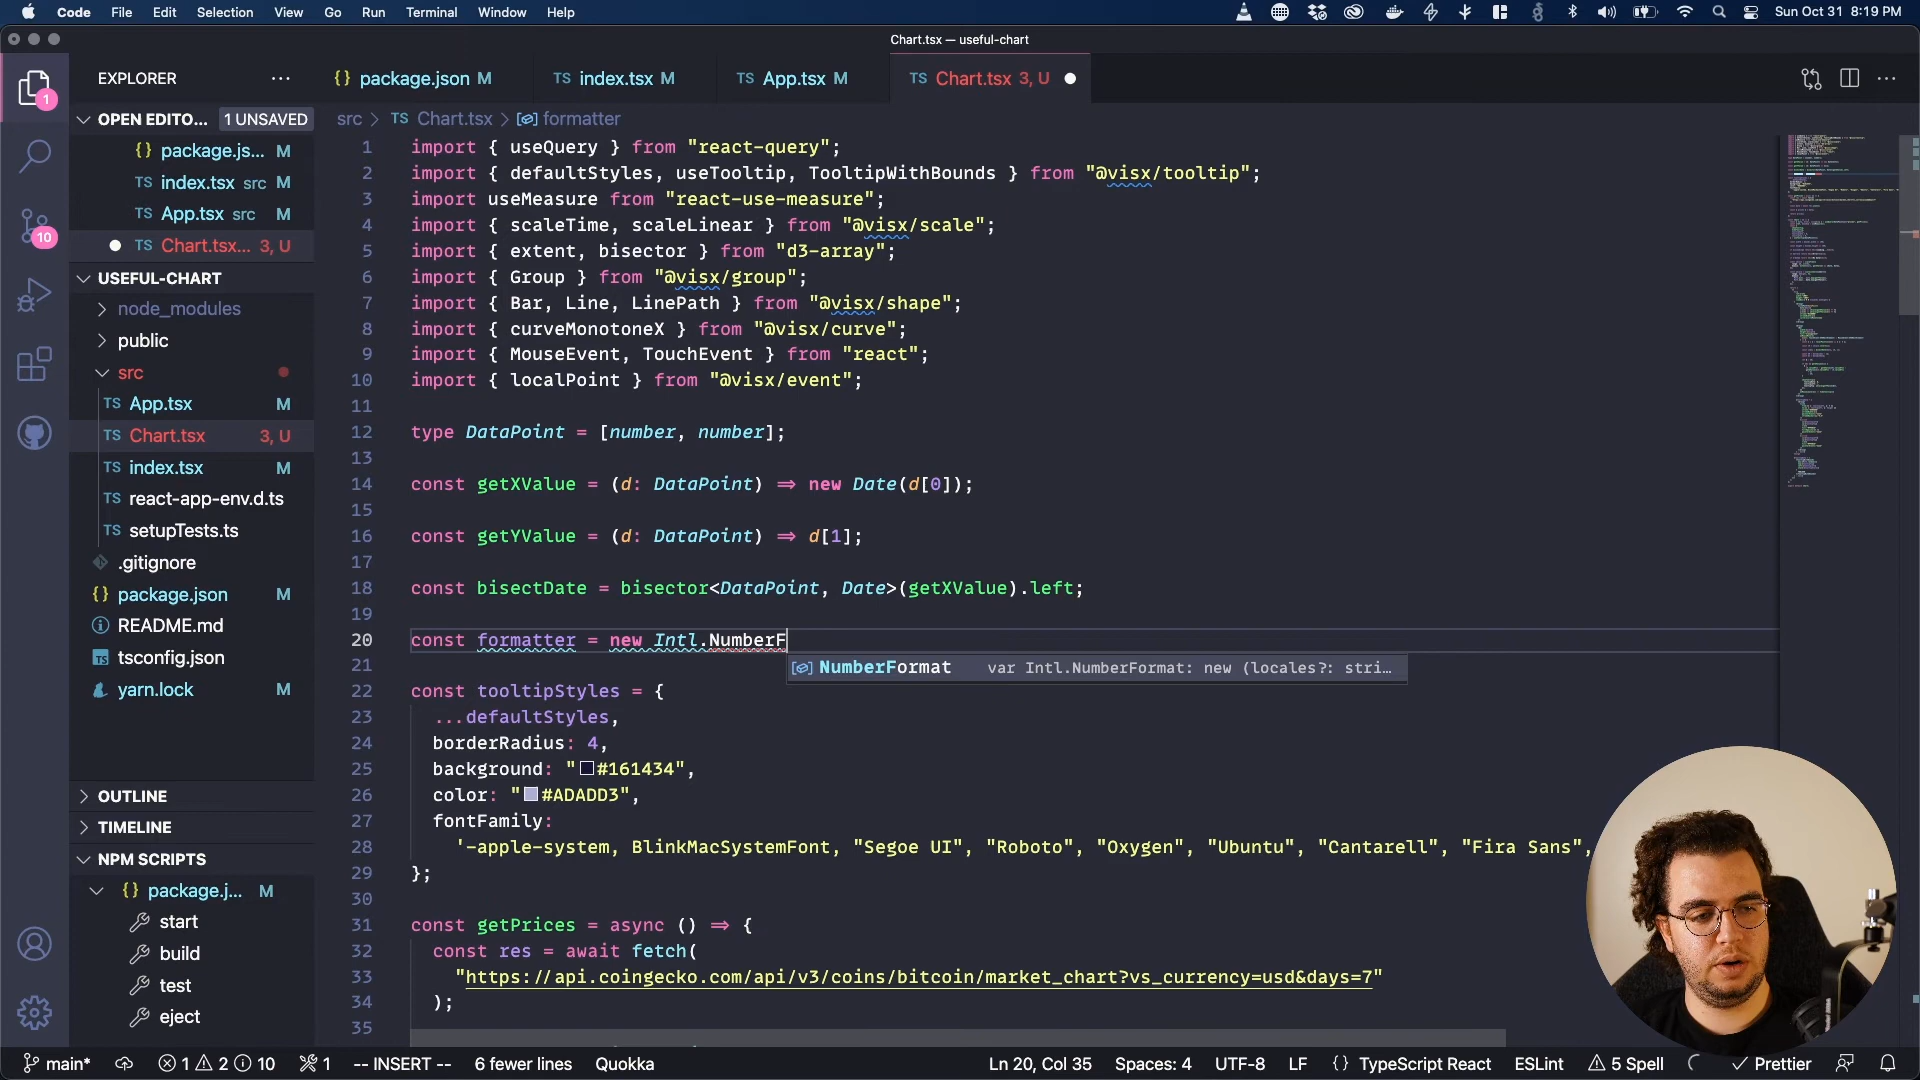 Code File Edit Selection View Go Run Terminal Window Help Sun Oct 31 8:19 PM
Chart.tsx — useful-chart
EXPLORER ...
{} package.json M TS index.tsx M TS App.tsx M TS Chart.tsx 3, U
OPEN EDITO... 1 UNSAVED
{} package.js... M
TS index.tsx src M
TS App.tsx src M
TS Chart.tsx... 3, U
USEFUL-CHART
node_modules
public
src
TS App.tsx M
TS Chart.tsx 3, U
TS index.tsx M
TS react-app-env.d.ts
TS setupTests.ts
.gitignore
{} package.json M
README.md
tsconfig.json
yarn.lock M
OUTLINE
TIMELINE
NPM SCRIPTS
{} package.j... M
start
build
test
eject
1
10
src > TS Chart.tsx > formatter
1 import { useQuery } from "react-query";
2 import { defaultStyles, useTooltip, TooltipWithBounds } from "@visx/tooltip";
3 import useMeasure from "react-use-measure";
4 import { scaleTime, scaleLinear } from "@visx/scale";
5 import { extent, bisector } from "d3-array";
6 import { Group } from "@visx/group";
7 import { Bar, Line, LinePath } from "@visx/shape";
8 import { curveMonotoneX } from "@visx/curve";
9 import { MouseEvent, TouchEvent } from "react";
10 import { localPoint } from "@visx/event";
11
12 type DataPoint = [number, number];
13
14 const getXValue = (d: DataPoint) ⇒ new Date(d[0]);
15
16 const getYValue = (d: DataPoint) ⇒ d[1];
17
18 const bisectDate = bisector<DataPoint, Date>(getXValue).left;
19
20 const formatter = new Intl.NumberF
NumberFormat var Intl.NumberFormat: new (locales?: stri...
21
22 const tooltipStyles = {
23 ...defaultStyles,
24 borderRadius: 4,
25 background: "#161434",
26 color: "#ADADD3",
27 fontFamily:
28 '-apple-system, BlinkMacSystemFont, "Segoe UI", "Roboto", "Oxygen", "Ubuntu", "Cantarell", "Fira Sans",
29 };
30
31 const getPrices = async () ⇒ {
32 const res = await fetch(
33 "https://api.coingecko.com/api/v3/coins/bitcoin/market_chart?vs_currency=usd&days=7"
34 );
35
main* 1 2 10 1 -- INSERT -- 6 fewer lines Quokka Ln 20, Col 35 Spaces: 4 UTF-8 LF {} TypeScript React ESLint 5 Spell Prettier